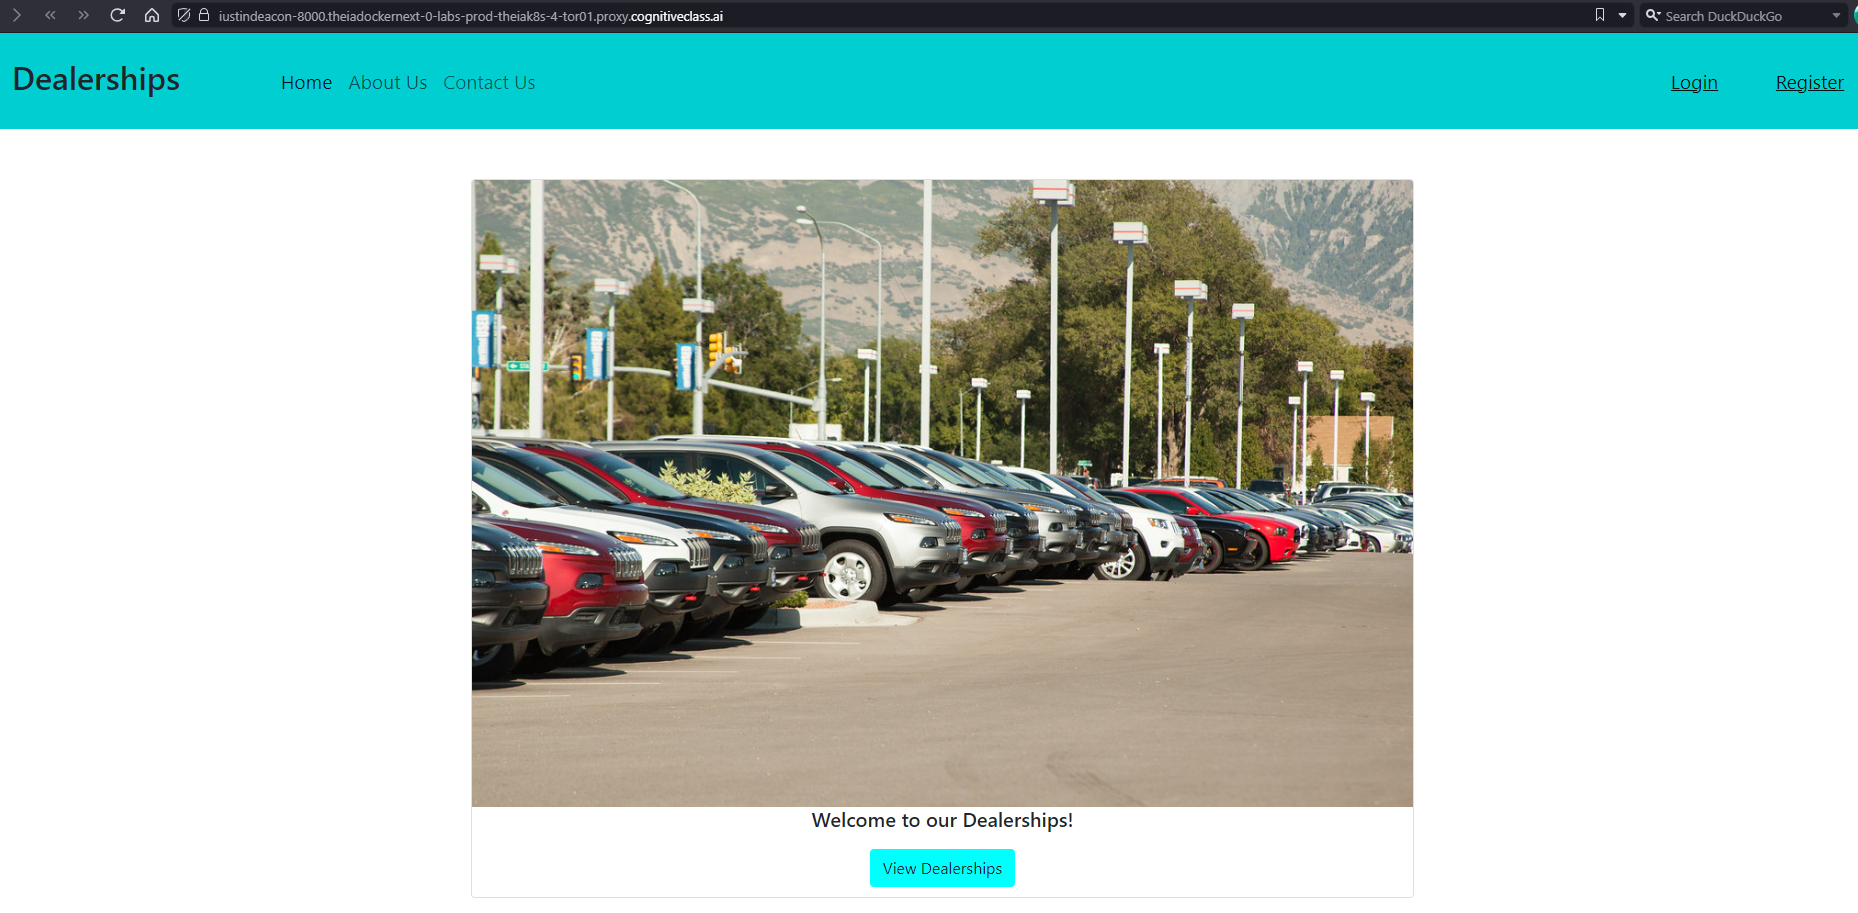 iustindeacon-8000.theiadockernext-0-labs-prod-theiak8s-4-tor01.proxy.cognitiveclass.ai
Search DuckDuckGo
Dealerships
Home About Us Contact Us
Login Register
Welcome to our Dealerships!
View Dealerships